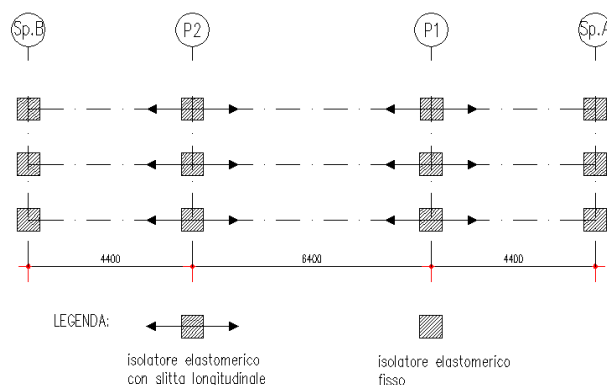 Sp.B P2 P1 Sp.A
4400 6400 4400
LEGENDA:
isolatore elastomerico
con slitta longitudinale
isolatore elastomerico
fisso